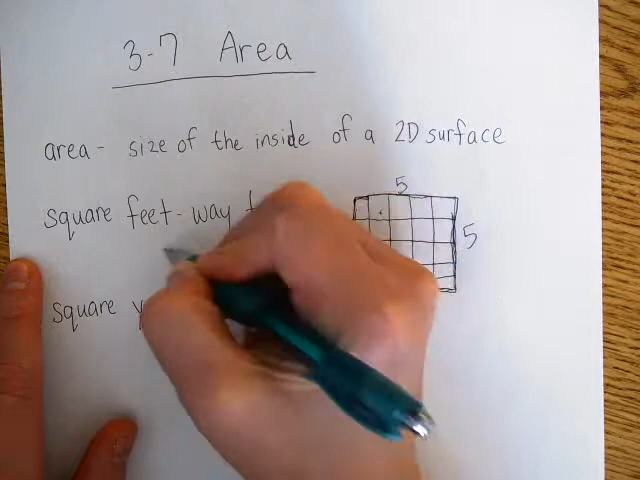 3-7 Area
area - size of the inside of a 2D surface
square feet - way
5
5
square